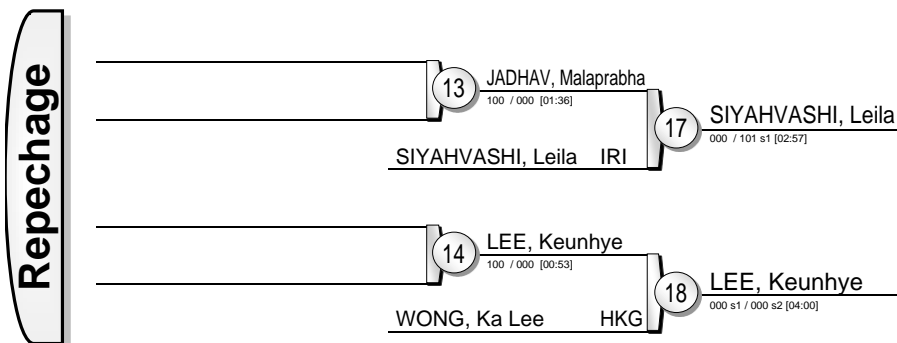 Repechage
13
JADHAV, Malaprabha
100 / 000 [01:36]
17
SIYAHVASHI, Leila
000 / 101 s1 [02:57]
SIYAHVASHI, Leila IRI
14
LEE, Keunhye
100 / 000 [00:53]
18
LEE, Keunhye
000 s1 / 000 s2 [04:00]
WONG, Ka Lee HKG